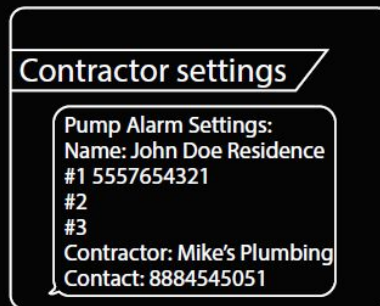 Contractor settings
Pump Alarm Settings:
Name: John Doe Residence
#1 5557654321
#2
#3
Contractor: Mike's Plumbing
Contact: 8884545051